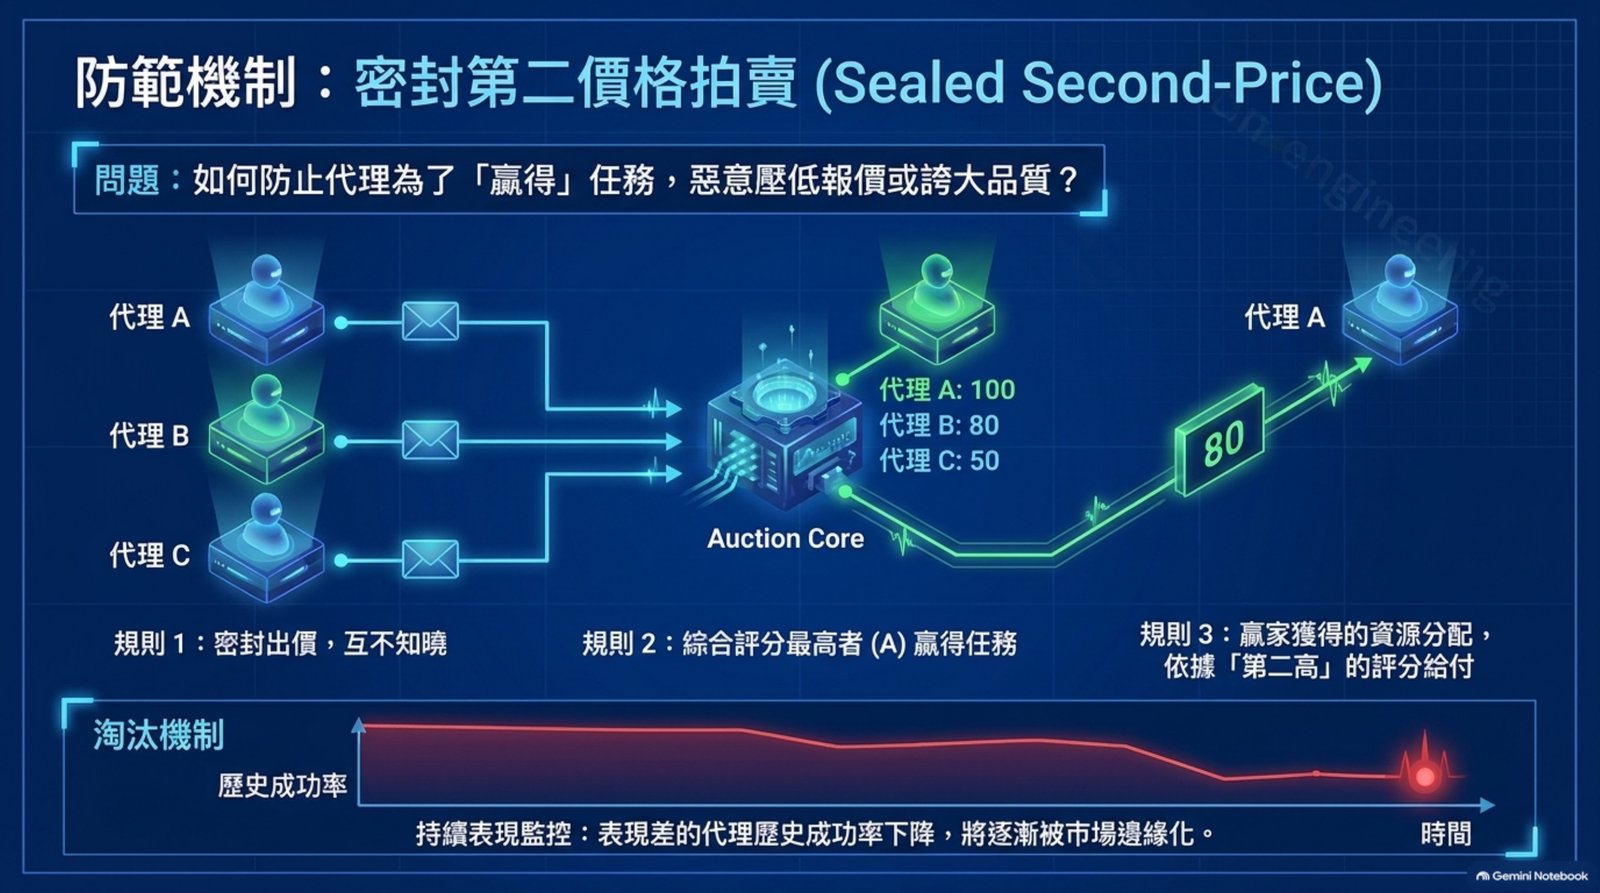 防範機制：密封第二價格拍賣 (Sealed Second-Price)
問題：如何防止代理為了「贏得」任務，惡意壓低報價或誇大品質？
代理 A
代理 B
代理 C
Auction Core
代理 A: 100
代理 B: 80
代理 C: 50
80
代理 A
規則 1：密封出價，互不知曉
規則 2：綜合評分最高者 (A) 贏得任務
規則 3：贏家獲得的資源分配，
依據「第二高」的評分給付
淘汰機制
歷史成功率
持續表現監控：表現差的代理歷史成功率下降，將逐漸被市場邊緣化。
時間
Gemini Notebook